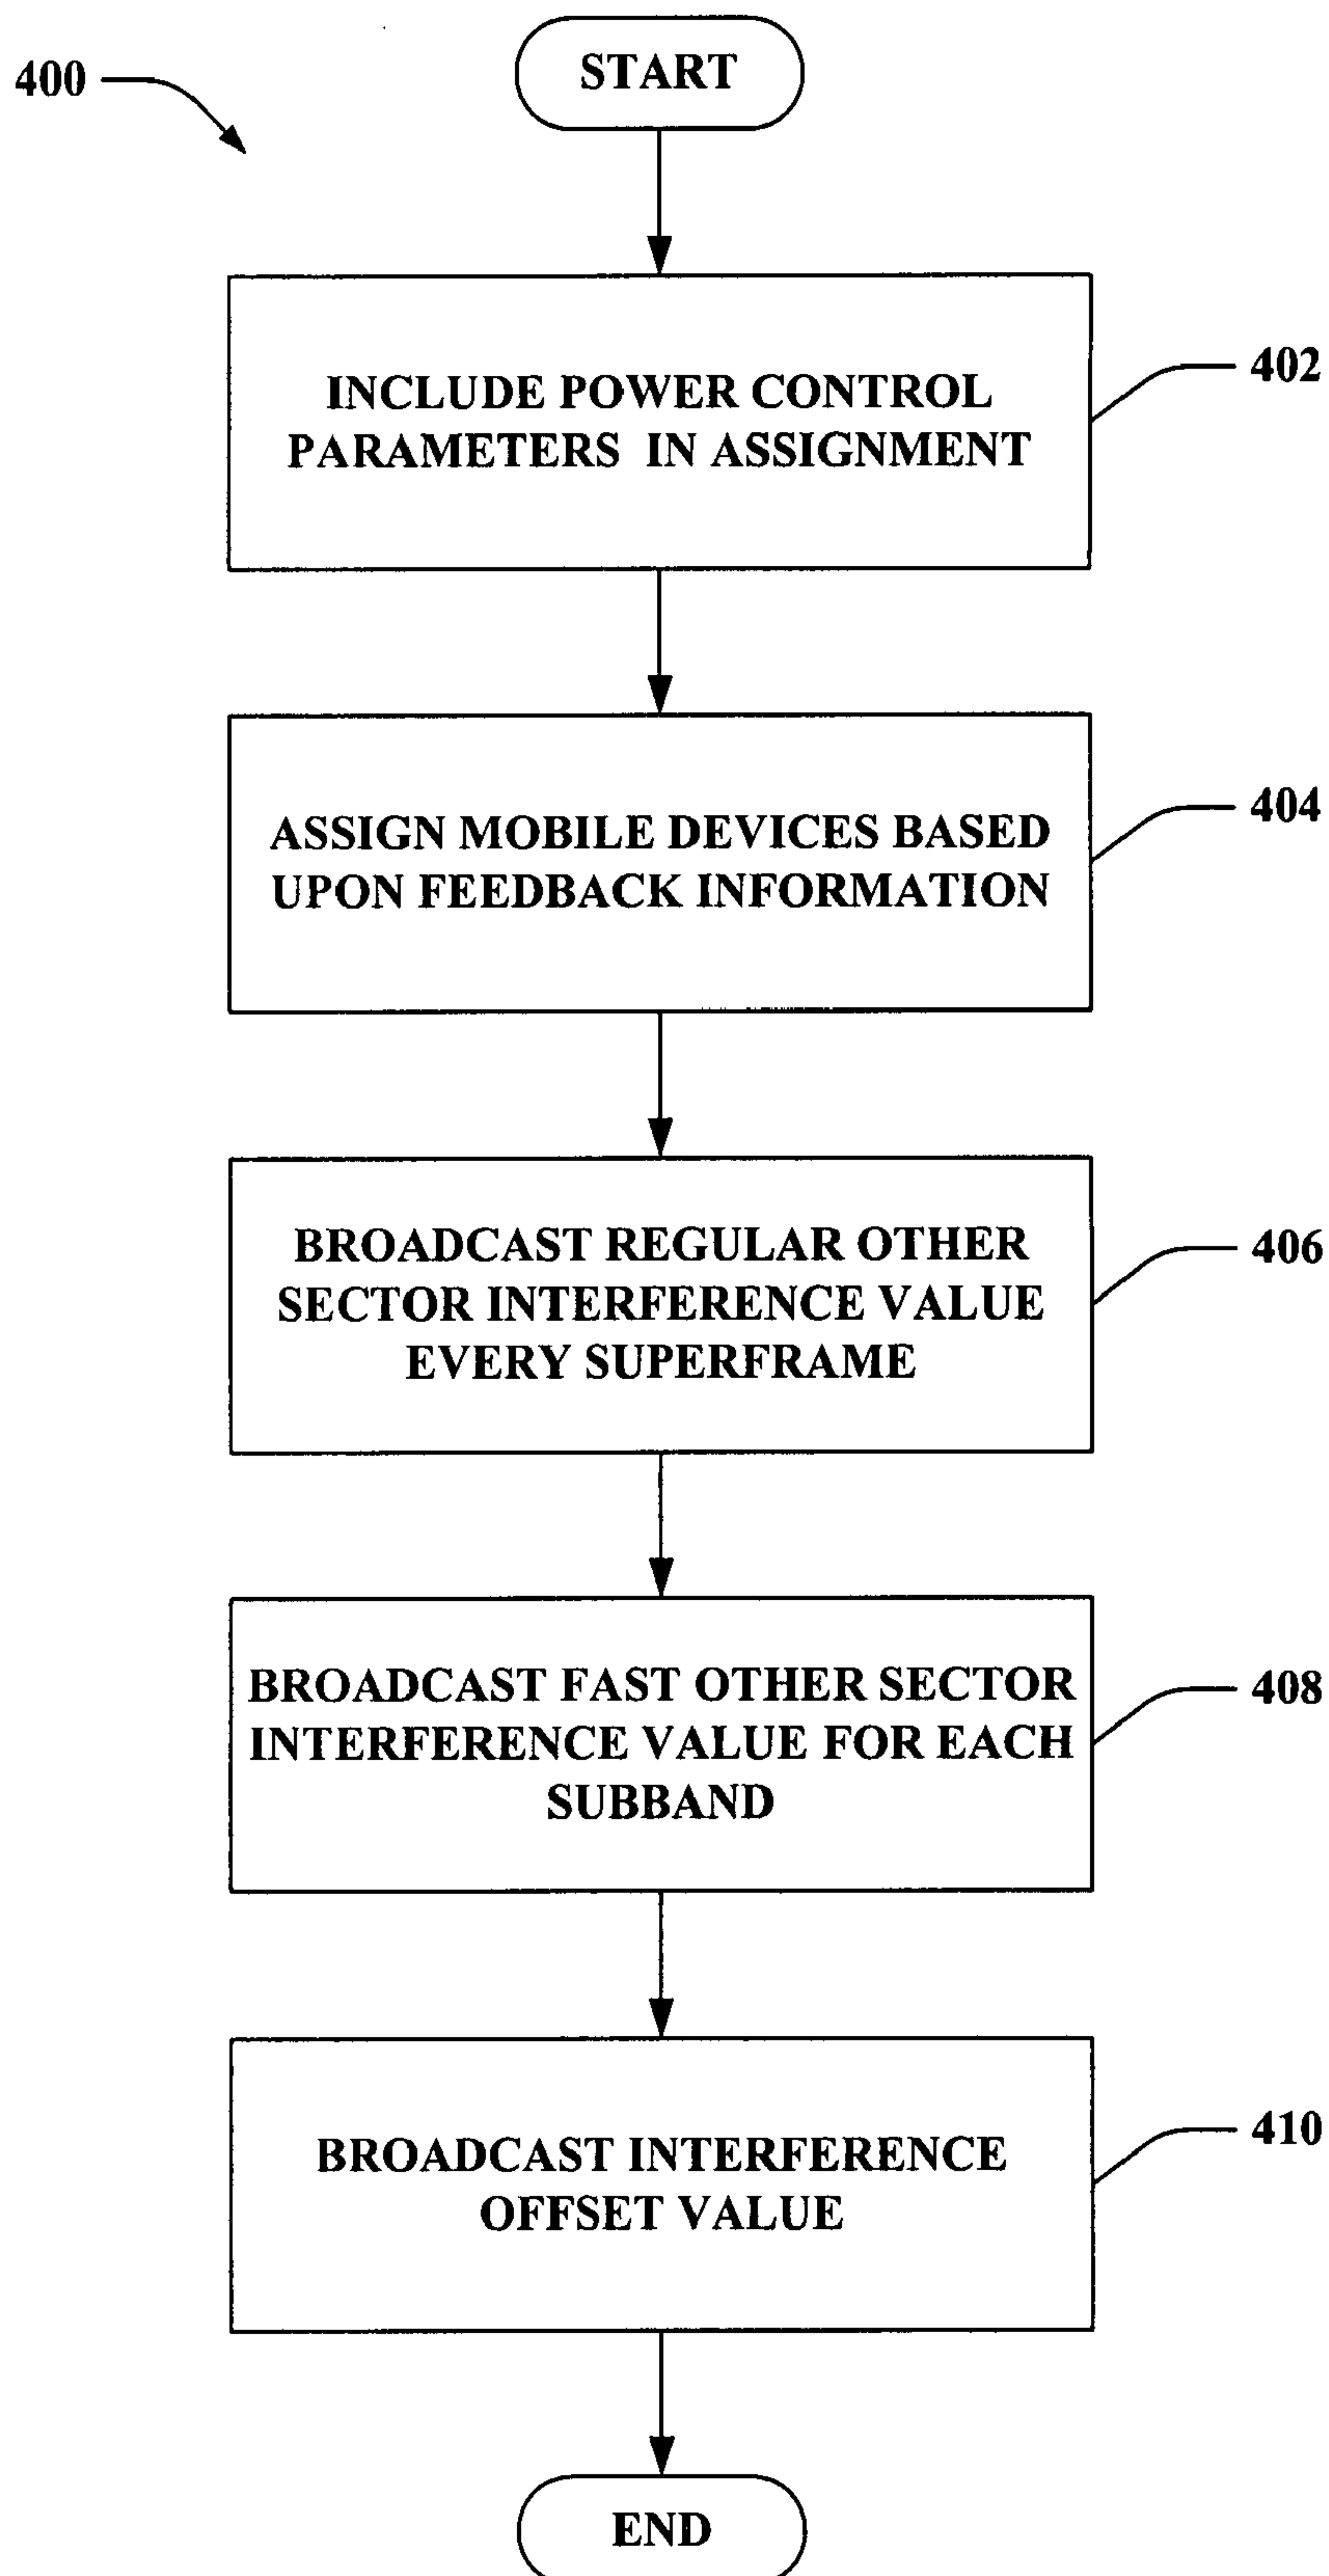 START
400
INCLUDE POWER CONTROL
PARAMETERS IN ASSIGNMENT
402
ASSIGN MOBILE DEVICES BASED
UPON FEEDBACK INFORMATION
404
BROADCAST REGULAR OTHER
SECTOR INTERFERENCE VALUE
EVERY SUPERFRAME
406
BROADCAST FAST OTHER SECTOR
INTERFERENCE VALUE FOR EACH
SUBBAND
408
BROADCAST INTERFERENCE
OFFSET VALUE
410
END